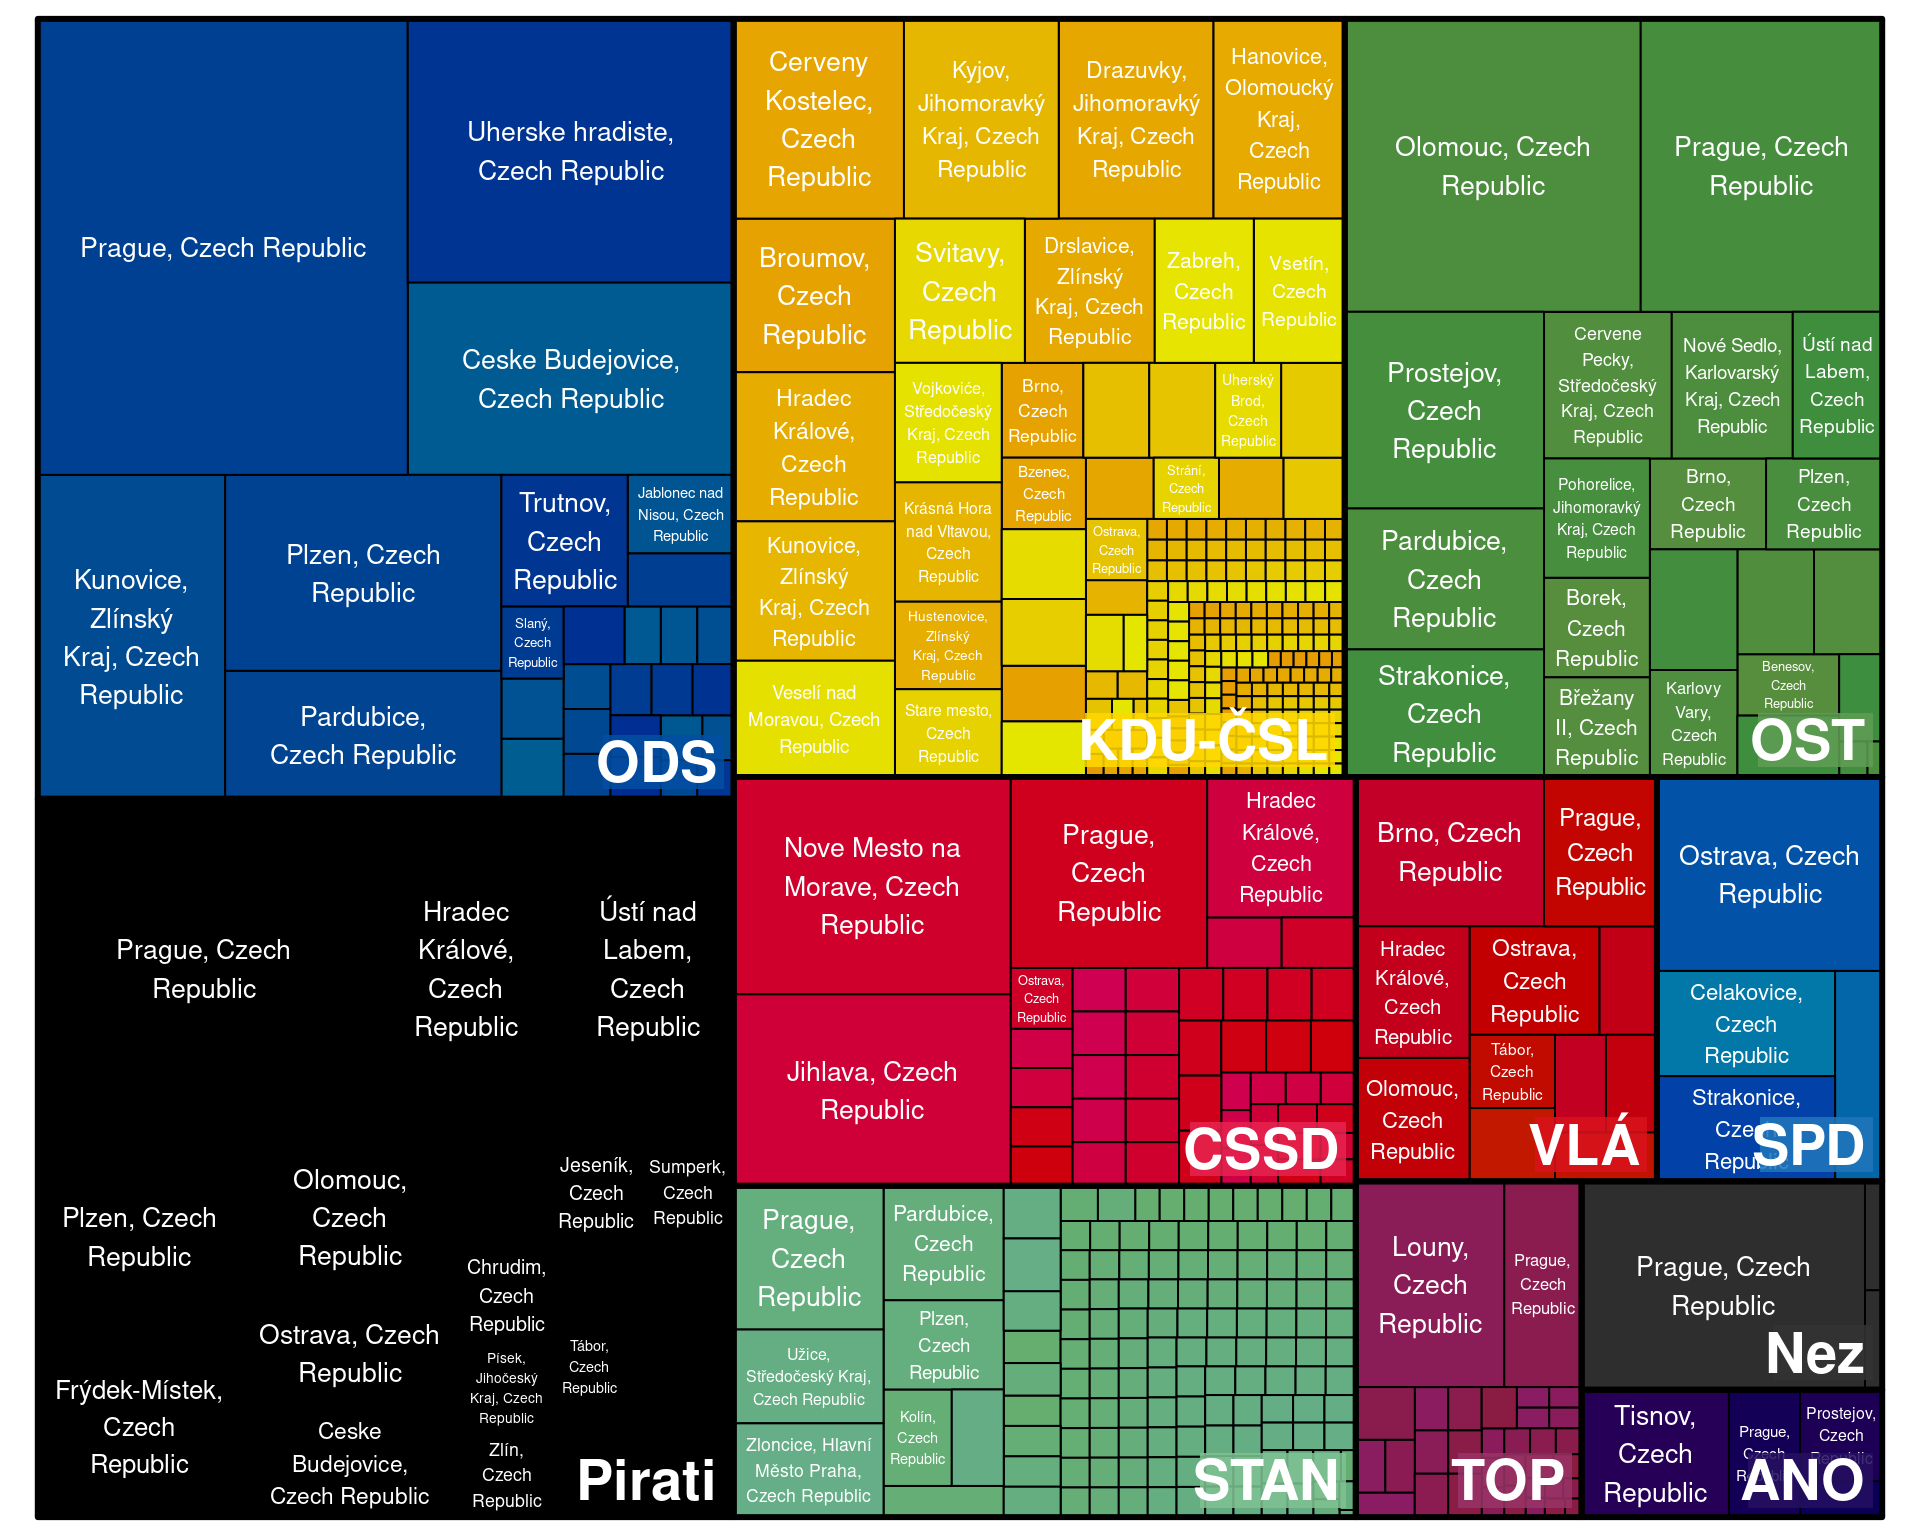 Prague, Czech Republic
Uherske hradiste,
Czech Republic
Ceske Budejovice,
Czech Republic
Kunovice,
Zlínský
Kraj, Czech
Republic
Plzen, Czech
Republic
Pardubice,
Czech Republic
Trutnov,
Czech
Republic
Jablonec nad
Nisou, Czech
Republic
Slaný,
Czech
Republic
ODS
Cerveny
Kostelec,
Czech
Republic
Kyjov,
Jihomoravký
Kraj, Czech
Republic
Drazuvky,
Jihomoravký
Kraj, Czech
Republic
Hanovice,
Olomoucký
Kraj,
Czech
Republic
Broumov,
Czech
Republic
Svitavy,
Czech
Republic
Drslavice,
Zlínský
Kraj, Czech
Republic
Zabreh,
Czech
Republic
Vsetín,
Czech
Republic
Hradec
Králové,
Czech
Republic
Vojkoviće,
Středočeský
Kraj, Czech
Republic
Brno,
Czech
Republic
Uherský
Brod,
Czech
Republic
Bzenec,
Czech
Republic
Strání,
Czech
Republic
Krásná Hora
nad Vltavou,
Czech
Republic
Ostrava,
Czech
Republic
Kunovice,
Zlínský
Kraj, Czech
Republic
Hustenovice,
Zlínský
Kraj, Czech
Republic
Veselí nad
Moravou, Czech
Republic
Stare mesto,
Czech
Republic
KDU-ČSL
Olomouc, Czech
Republic
Prague, Czech
Republic
Prostejov,
Czech
Republic
Cervene
Pecky,
Středočeský
Kraj, Czech
Republic
Nové Sedlo,
Karlovarský
Kraj, Czech
Republic
Ústí nad
Labem,
Czech
Republic
Pohorelice,
Jihomoravký
Kraj, Czech
Republic
Brno,
Czech
Republic
Plzen,
Czech
Republic
Pardubice,
Czech
Republic
Borek,
Czech
Republic
Strakonice,
Czech
Republic
Břežany
II, Czech
Republic
Karlovy
Vary,
Czech
Republic
Benesov,
Czech
Republic
OST
Prague, Czech
Republic
Hradec
Králové,
Czech
Republic
Ústí nad
Labem,
Czech
Republic
Plzen, Czech
Republic
Olomouc,
Czech
Republic
Jeseník,
Czech
Republic
Sumperk,
Czech
Republic
Chrudim,
Czech
Republic
Ostrava, Czech
Republic
Frýdek-Místek,
Czech
Republic
Písek,
Jihočeský
Kraj, Czech
Republic
Tábor,
Czech
Republic
Ceske
Budejovice,
Czech Republic
Zlín,
Czech
Republic
Pirati
Nove Mesto na
Morave, Czech
Republic
Prague,
Czech
Republic
Hradec
Králové,
Czech
Republic
Jihlava, Czech
Republic
Ostrava,
Czech
Republic
CSSD
Brno, Czech
Republic
Prague,
Czech
Republic
Hradec
Králové,
Czech
Republic
Ostrava,
Czech
Republic
Olomouc,
Czech
Republic
Tábor,
Czech
Republic
VLÁ
Ostrava, Czech
Republic
Celakovice,
Czech
Republic
Strakonice,
Czech
Republic
SPD
Prague,
Czech
Republic
Pardubice,
Czech
Republic
Plzen,
Czech
Republic
Užice,
Středočeský Kraj,
Czech Republic
Kolín,
Czech
Republic
Zloncice, Hlavní
Město Praha,
Czech Republic
STAN
Louny,
Czech
Republic
Prague,
Czech
Republic
TOP
Prague, Czech
Republic
Nez
Tisnov,
Czech
Republic
Prague,
Czech
Prostejov,
Czech
Republic
ANO